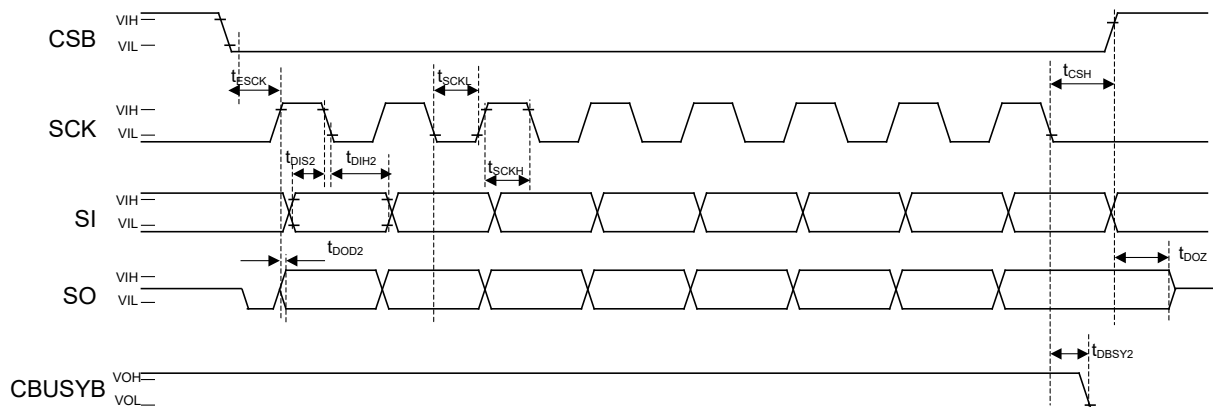 VIH
CSB
VIL
tESCK
tSCKL
tCSH
VIH
SCK
VIL
tDIS2
tDIH2
tSCKH
VIH
SI
VIL
tDOD2
tDOZ
VIH
SO
VIL
tDBSY2
VOH
CBUSYB
VOL